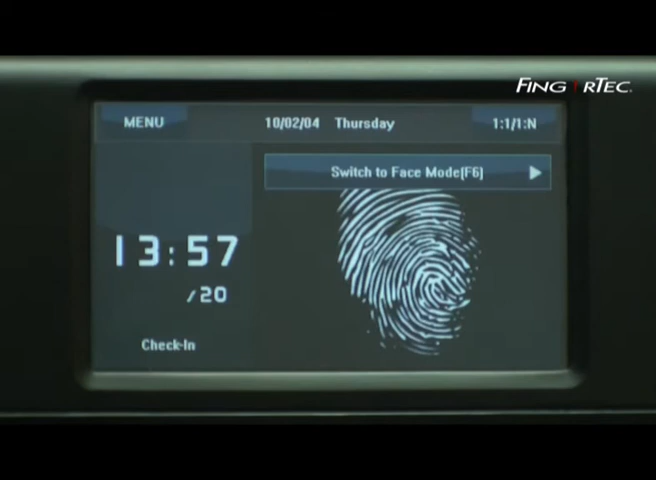 FINGERTEC.
MENU 10/02/04 Thursday 1:1/1:N
Switch to Face Mode[F6]
13:57
/20
Check-In